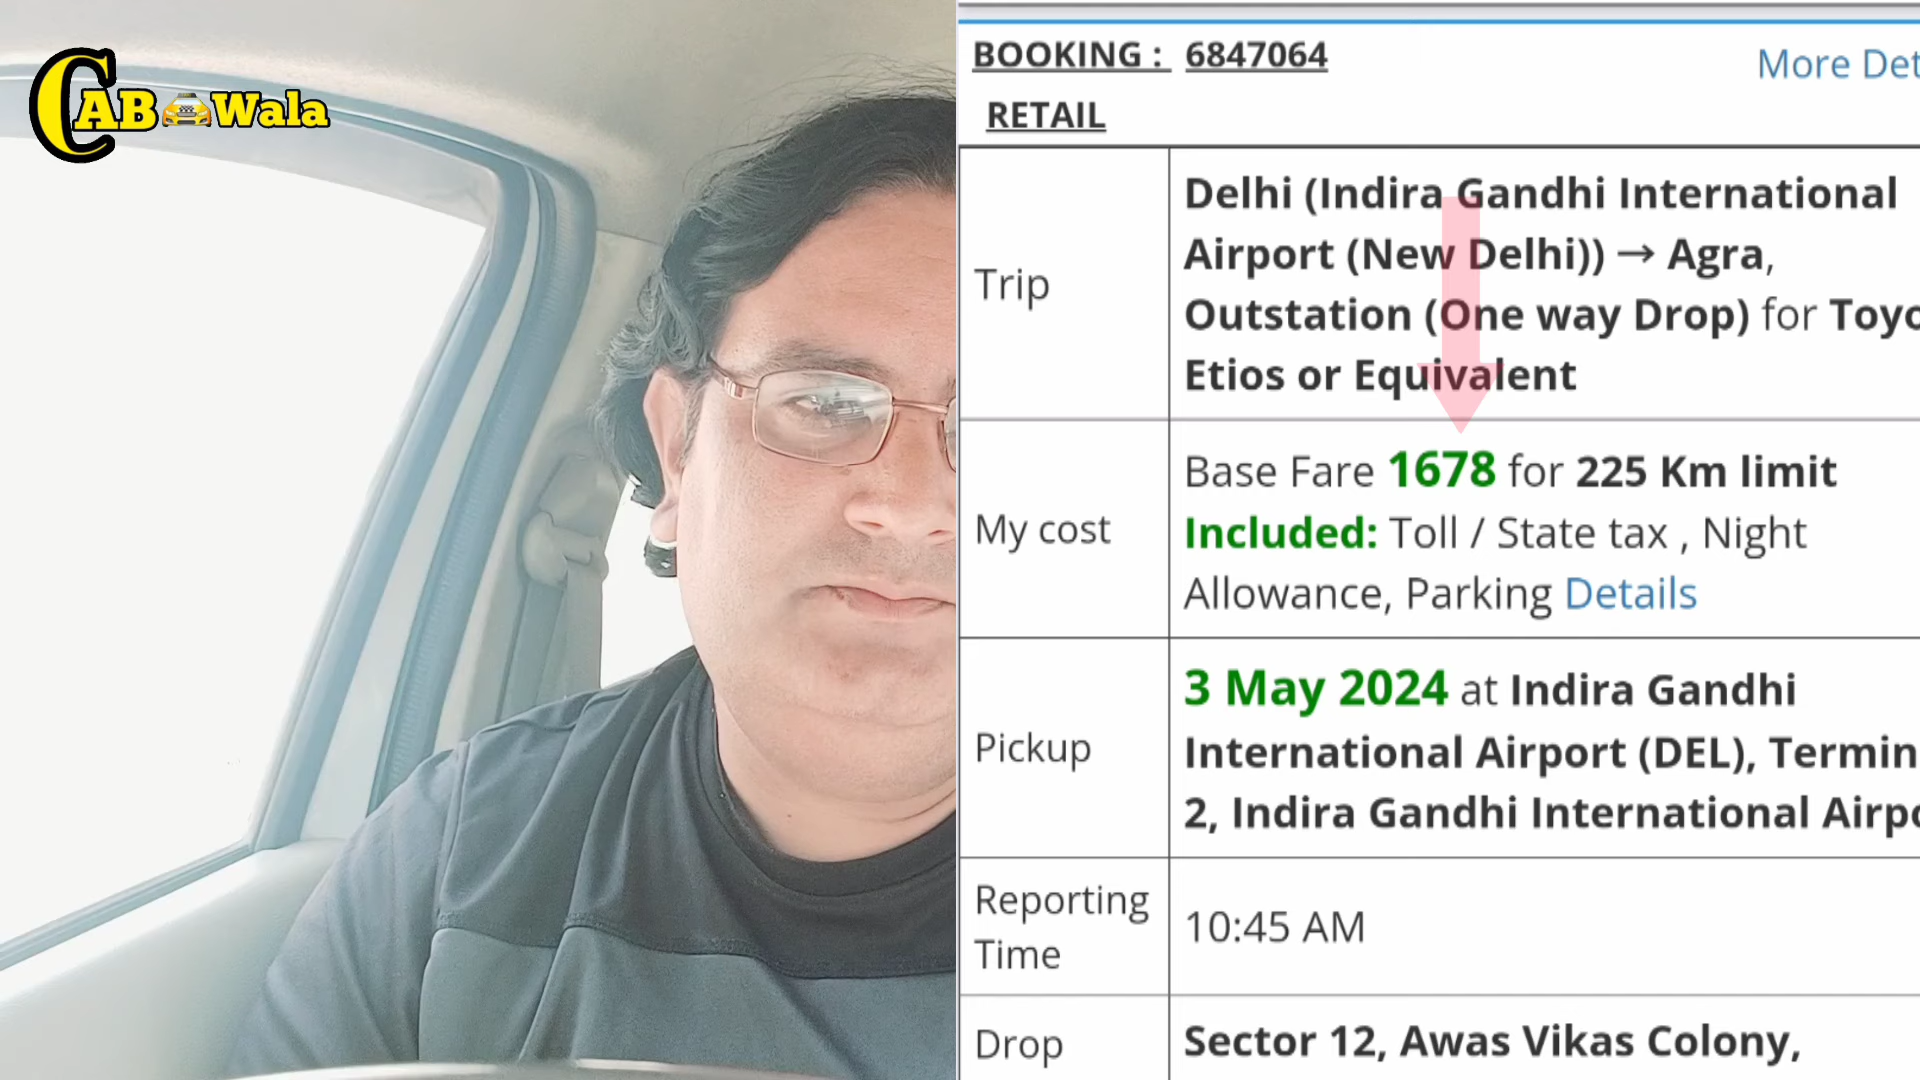 CAB Wala
BOOKING : 6847064
More Det
RETAIL
Trip
Delhi (Indira Gandhi International
Airport (New Delhi)) → Agra,
Outstation (One way Drop) for Toyo
Etios or Equivalent
My cost
Base Fare 1678 for 225 Km limit
Included: Toll / State tax , Night
Allowance, Parking Details
Pickup
3 May 2024 at Indira Gandhi
International Airport (DEL), Termin
2, Indira Gandhi International Airpo
Reporting
Time
10:45 AM
Drop
Sector 12, Awas Vikas Colony,